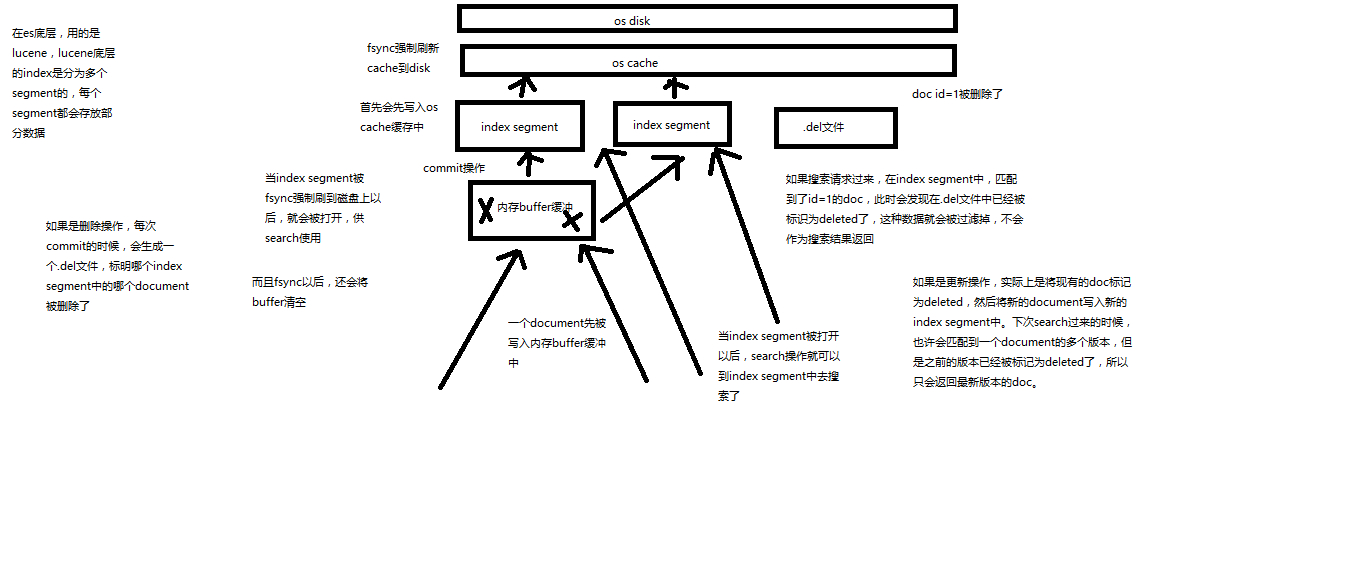 os disk
在es底层，用的是
lucene，lucene底层
的index是分为多个
segment的，每个
segment都会存放部
分数据
fsync强制刷新
cache到disk
os cache
doc id=1被删除了
首先会先写入os
cache缓存中
index segment
index segment
.del文件
commit操作
当index segment被
fsync强制刷到磁盘上以
后，就会被打开，供
search使用
内存buffer缓冲
如果搜索请求过来，在index segment中，匹配
到了id=1的doc，此时会发现在.del文件中已经被
标识为deleted了，这种数据就会被过滤掉，不会
作为搜索结果返回
如果是删除操作，每次
commit的时候，会生成一
个.del文件，标明哪个index
segment中的哪个document
被删除了
而且fsync以后，还会将
buffer清空
一个document先被
写入内存buffer缓冲
中
当index segment被打开
以后，search操作就可以
到index segment中去搜
索了
如果是更新操作，实际上是将现有的doc标记
为deleted，然后将新的document写入新的
index segment中。下次search过来的时候，
也许会匹配到一个document的多个版本，但
是之前的版本已经被标记为deleted了，所以
只会返回最新版本的doc。